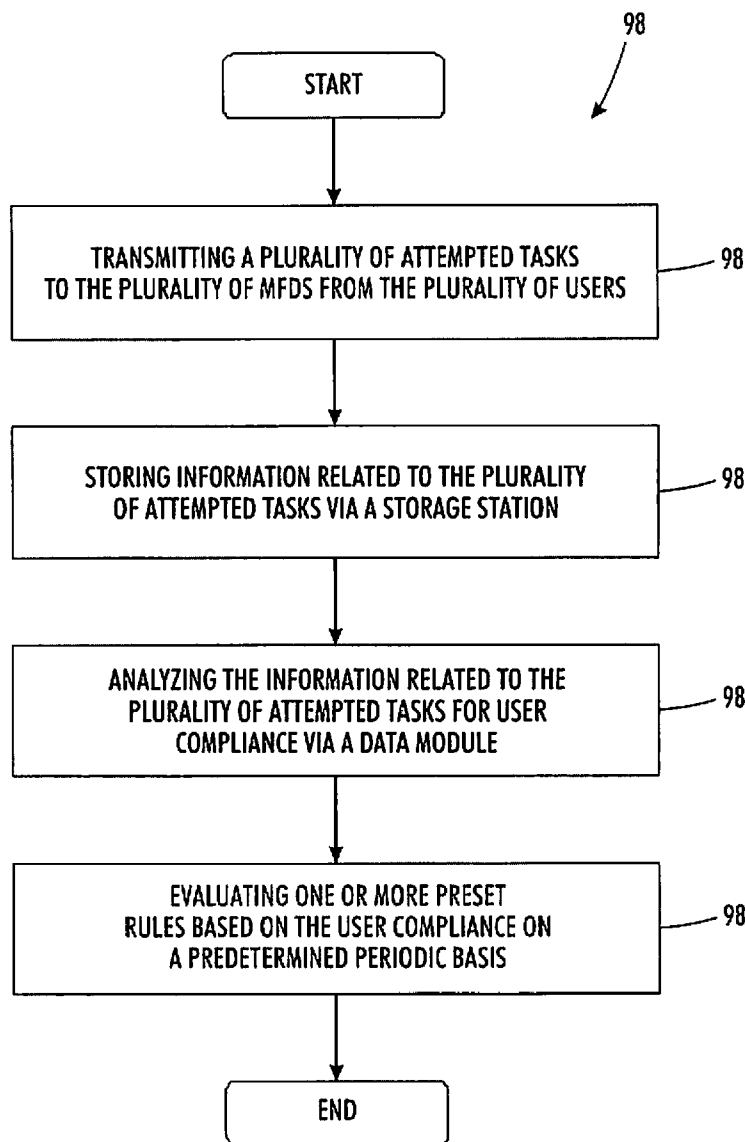 98
START
TRANSMITTING A PLURALITY OF ATTEMPTED TASKS
TO THE PLURALITY OF MFDS FROM THE PLURALITY OF USERS
98
STORING INFORMATION RELATED TO THE PLURALITY
OF ATTEMPTED TASKS VIA A STORAGE STATION
98
ANALYZING THE INFORMATION RELATED TO THE
PLURALITY OF ATTEMPTED TASKS FOR USER
COMPLIANCE VIA A DATA MODULE
98
EVALUATING ONE OR MORE PRESET
RULES BASED ON THE USER COMPLIANCE ON
A PREDETERMINED PERIODIC BASIS
98
END